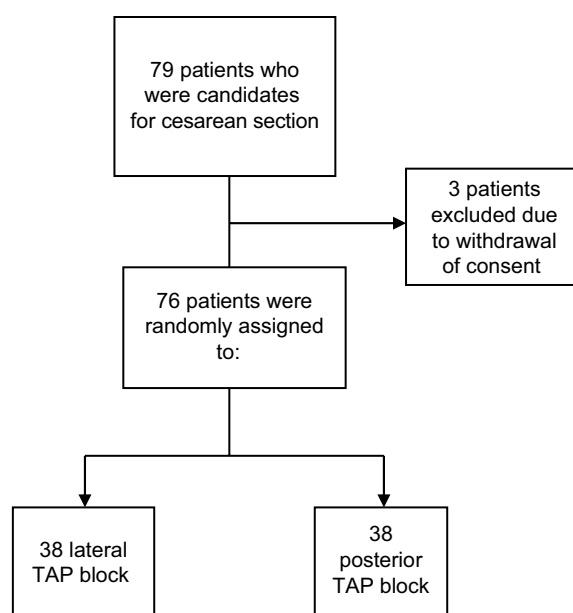 79 patients who
were candidates
for cesarean section
3 patients
excluded due
to withdrawal
of consent
76 patients were
randomly assigned
to:
38 lateral
TAP block
38
posterior
TAP block